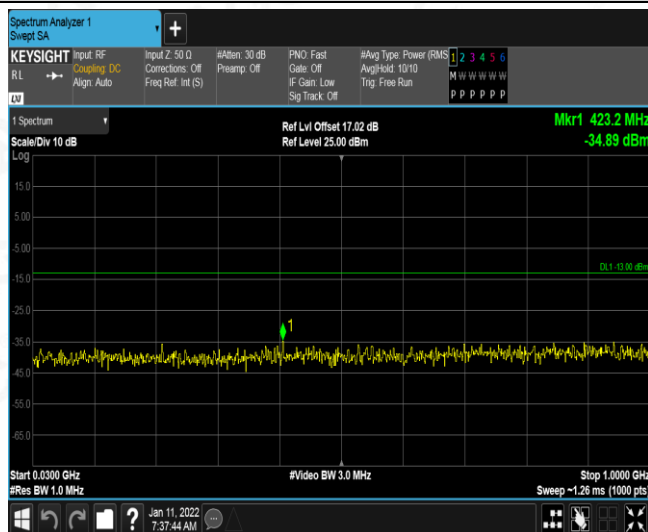 Spectrum Analyzer 1
Swept SA
+
KEYSIGHT
RL
LXI
Input: RF
Coupling: DC
Align: Auto
Input Z: 50 Ω
Corrections: Off
Freq Ref: Int (S)
#Atten: 30 dB
Preamp: Off
PNO: Fast
Gate: Off
IF Gain: Low
Sig Track: Off
#Avg Type: Power (RMS
Avg|Hold: 10/10
Trig: Free Run
1 2 3 4 5 6
M W W W W W
P P P P P P
1 Spectrum
Scale/Div 10 dB
Ref Lvl Offset 17.02 dB
Ref Level 25.00 dBm
Mkr1 423.2 MHz
-34.89 dBm
Log
15.0
5.00
-5.00
DL1 -13.00 dBm
-15.0
-25.0
1
-35.0
-45.0
-55.0
-65.0
Start 0.0300 GHz
#Res BW 1.0 MHz
#Video BW 3.0 MHz
Stop 1.0000 GHz
Sweep ~1.26 ms (1000 pts)
?
Jan 11, 2022
7:37:44 AM